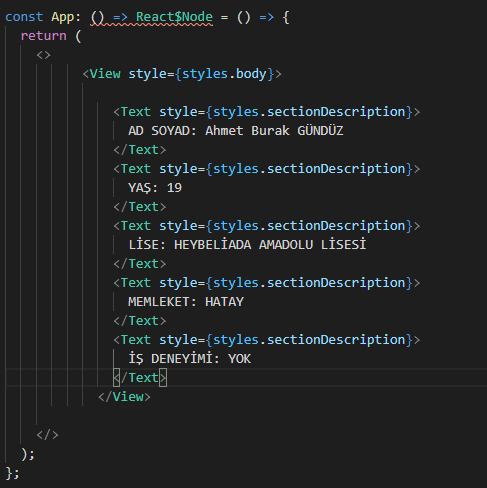 const App: () => React$Node = () => {
return (
<>
<View style={styles.body}>
<Text style={styles.sectionDescription}>
AD SOYAD: Ahmet Burak GÜNDÜZ
</Text>
<Text style={styles.sectionDescription}>
YAŞ: 19
</Text>
<Text style={styles.sectionDescription}>
LİSE: HEYBELİADA AMADOLU LİSESİ
</Text>
<Text style={styles.sectionDescription}>
MEMLEKET: HATAY
</Text>
<Text style={styles.sectionDescription}>
İŞ DENEYİMİ: YOK
</Text>
</View>
</>
);
};